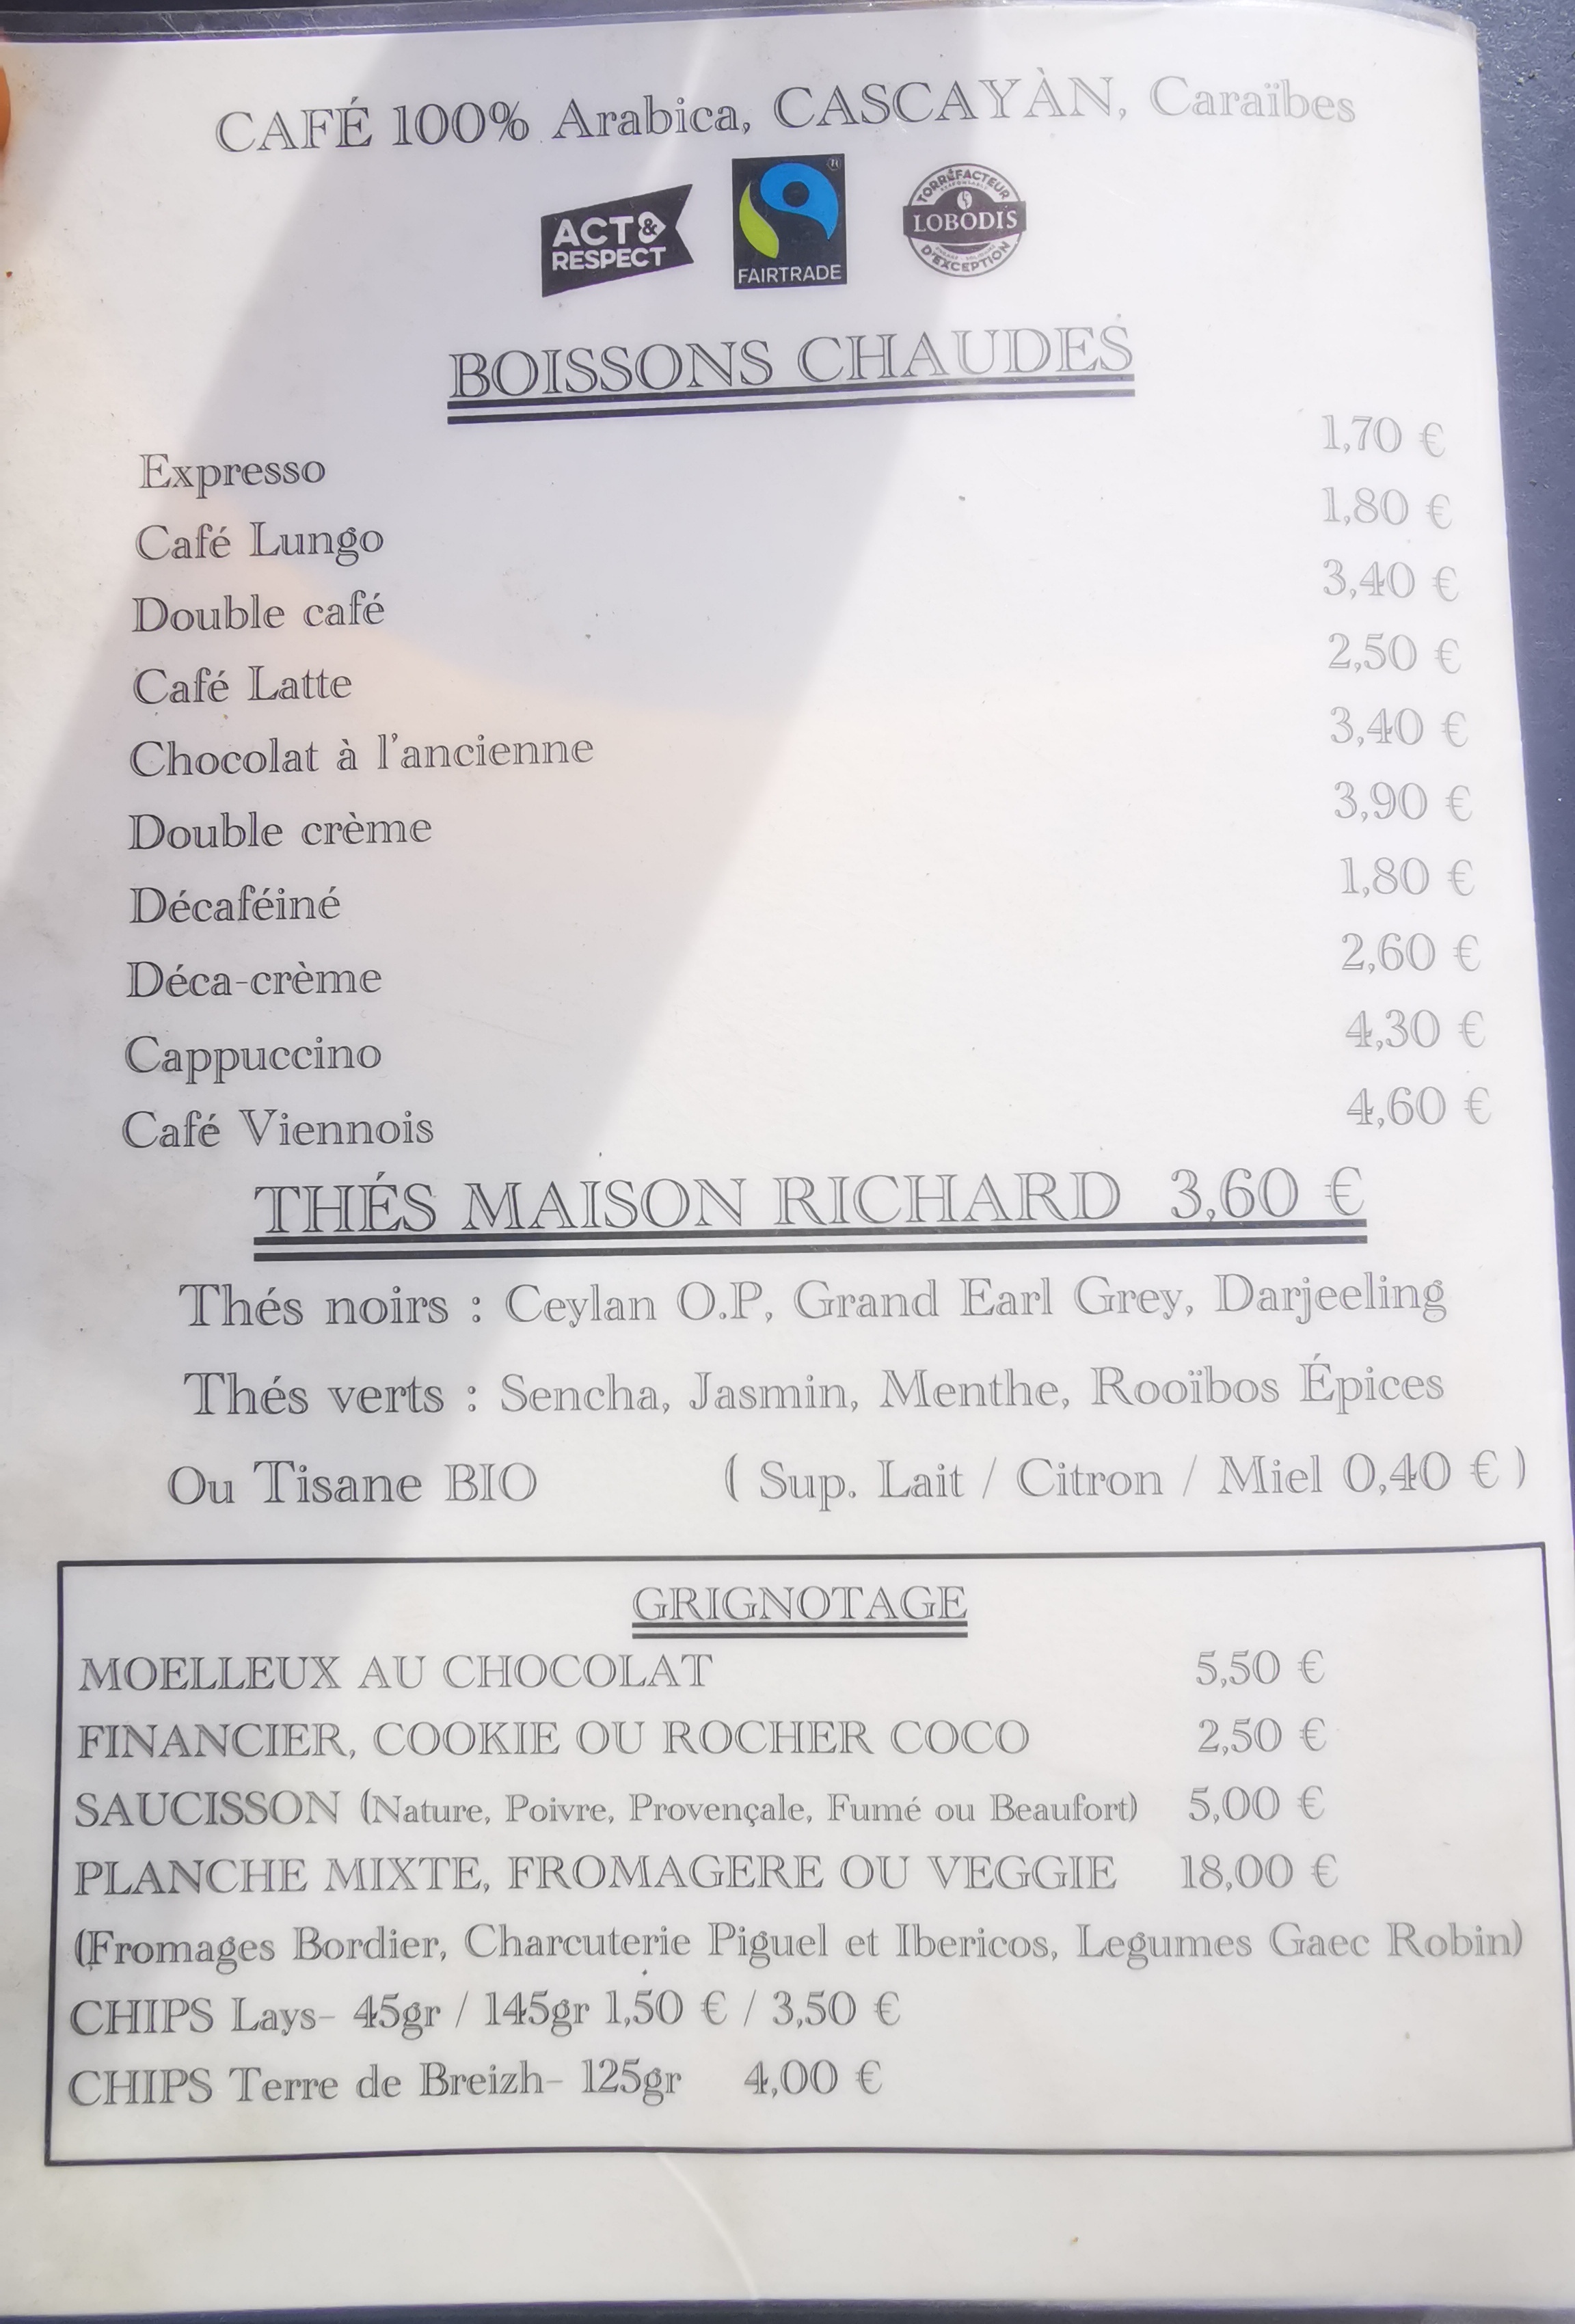 CAFÉ 100% Arabica, CASCAYÀN, Caraïbes
ACT & RESPECT
FAIRTRADE
TORRÉFACTEUR
LOBODIS
D'EXCEPTION
BOISSONS CHAUDES
Expresso 1,70 €
Café Lungo 1,80 €
Double café 3,40 €
Café Latte 2,50 €
Chocolat à l'ancienne 3,40 €
Double crème 3,90 €
Décaféiné 1,80 €
Déca-crème 2,60 €
Cappuccino 4,30 €
Café Viennois 4,60 €
THÉS MAISON RICHARD 3,60 €
Thés noirs : Ceylan O.P, Grand Earl Grey, Darjeeling
Thés verts : Sencha, Jasmin, Menthe, Rooïbos Épices
Ou Tisane BIO ( Sup. Lait / Citron / Miel 0,40 € )
GRIGNOTAGE
MOELLEUX AU CHOCOLAT 5,50 €
FINANCIER, COOKIE OU ROCHER COCO 2,50 €
SAUCISSON (Nature, Poivre, Provençale, Fumé ou Beaufort) 5,00 €
PLANCHE MIXTE, FROMAGERE OU VEGGIE 18,00 €
(Fromages Bordier, Charcuterie Piguel et Ibericos, Legumes Gaec Robin)
CHIPS Lays- 45gr / 145gr 1,50 € / 3,50 €
CHIPS Terre de Breizh- 125gr 4,00 €